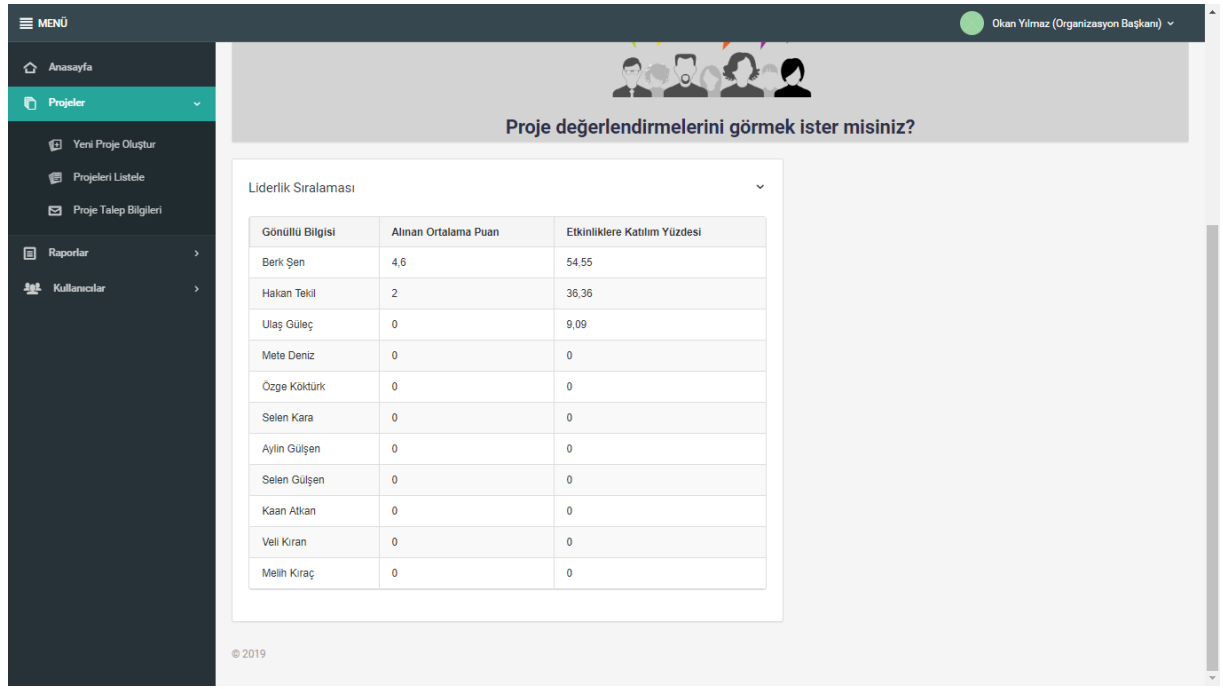 MENÜ
Okan Yılmaz (Organizasyon Başkanı)
Anasayfa
Projeler
Yeni Proje Oluştur
Projeleri Listele
Proje Talep Bilgileri
Raporlar
Kullanıcılar
Proje değerlendirmelerini görmek ister misiniz?
Liderlik Sıralaması
Gönüllü Bilgisi Alınan Ortalama Puan Etkinliklere Katılım Yüzdesi
Berk Şen 4,6 54,55
Hakan Tekil 2 36,36
Ulaş Güleç 0 9,09
Mete Deniz 0 0
Özge Köktürk 0 0
Selen Kara 0 0
Aylin Gülşen 0 0
Selen Gülşen 0 0
Kaan Atkan 0 0
Veli Kıran 0 0
Melih Kıraç 0 0
© 2019